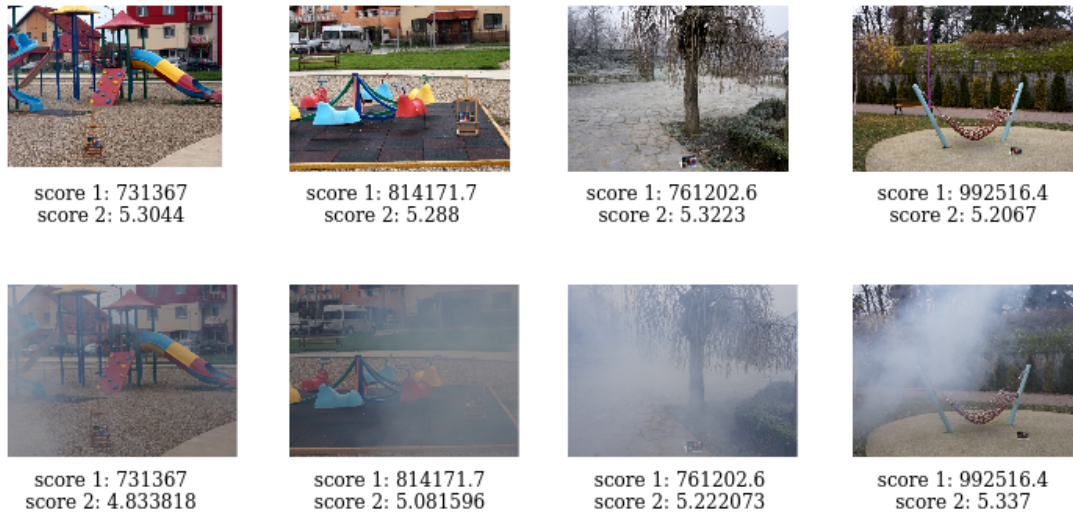 score 1: 731367
score 2: 5.3044
score 1: 814171.7
score 2: 5.288
score 1: 761202.6
score 2: 5.3223
score 1: 992516.4
score 2: 5.2067
score 1: 731367
score 2: 4.833818
score 1: 814171.7
score 2: 5.081596
score 1: 761202.6
score 2: 5.222073
score 1: 992516.4
score 2: 5.337